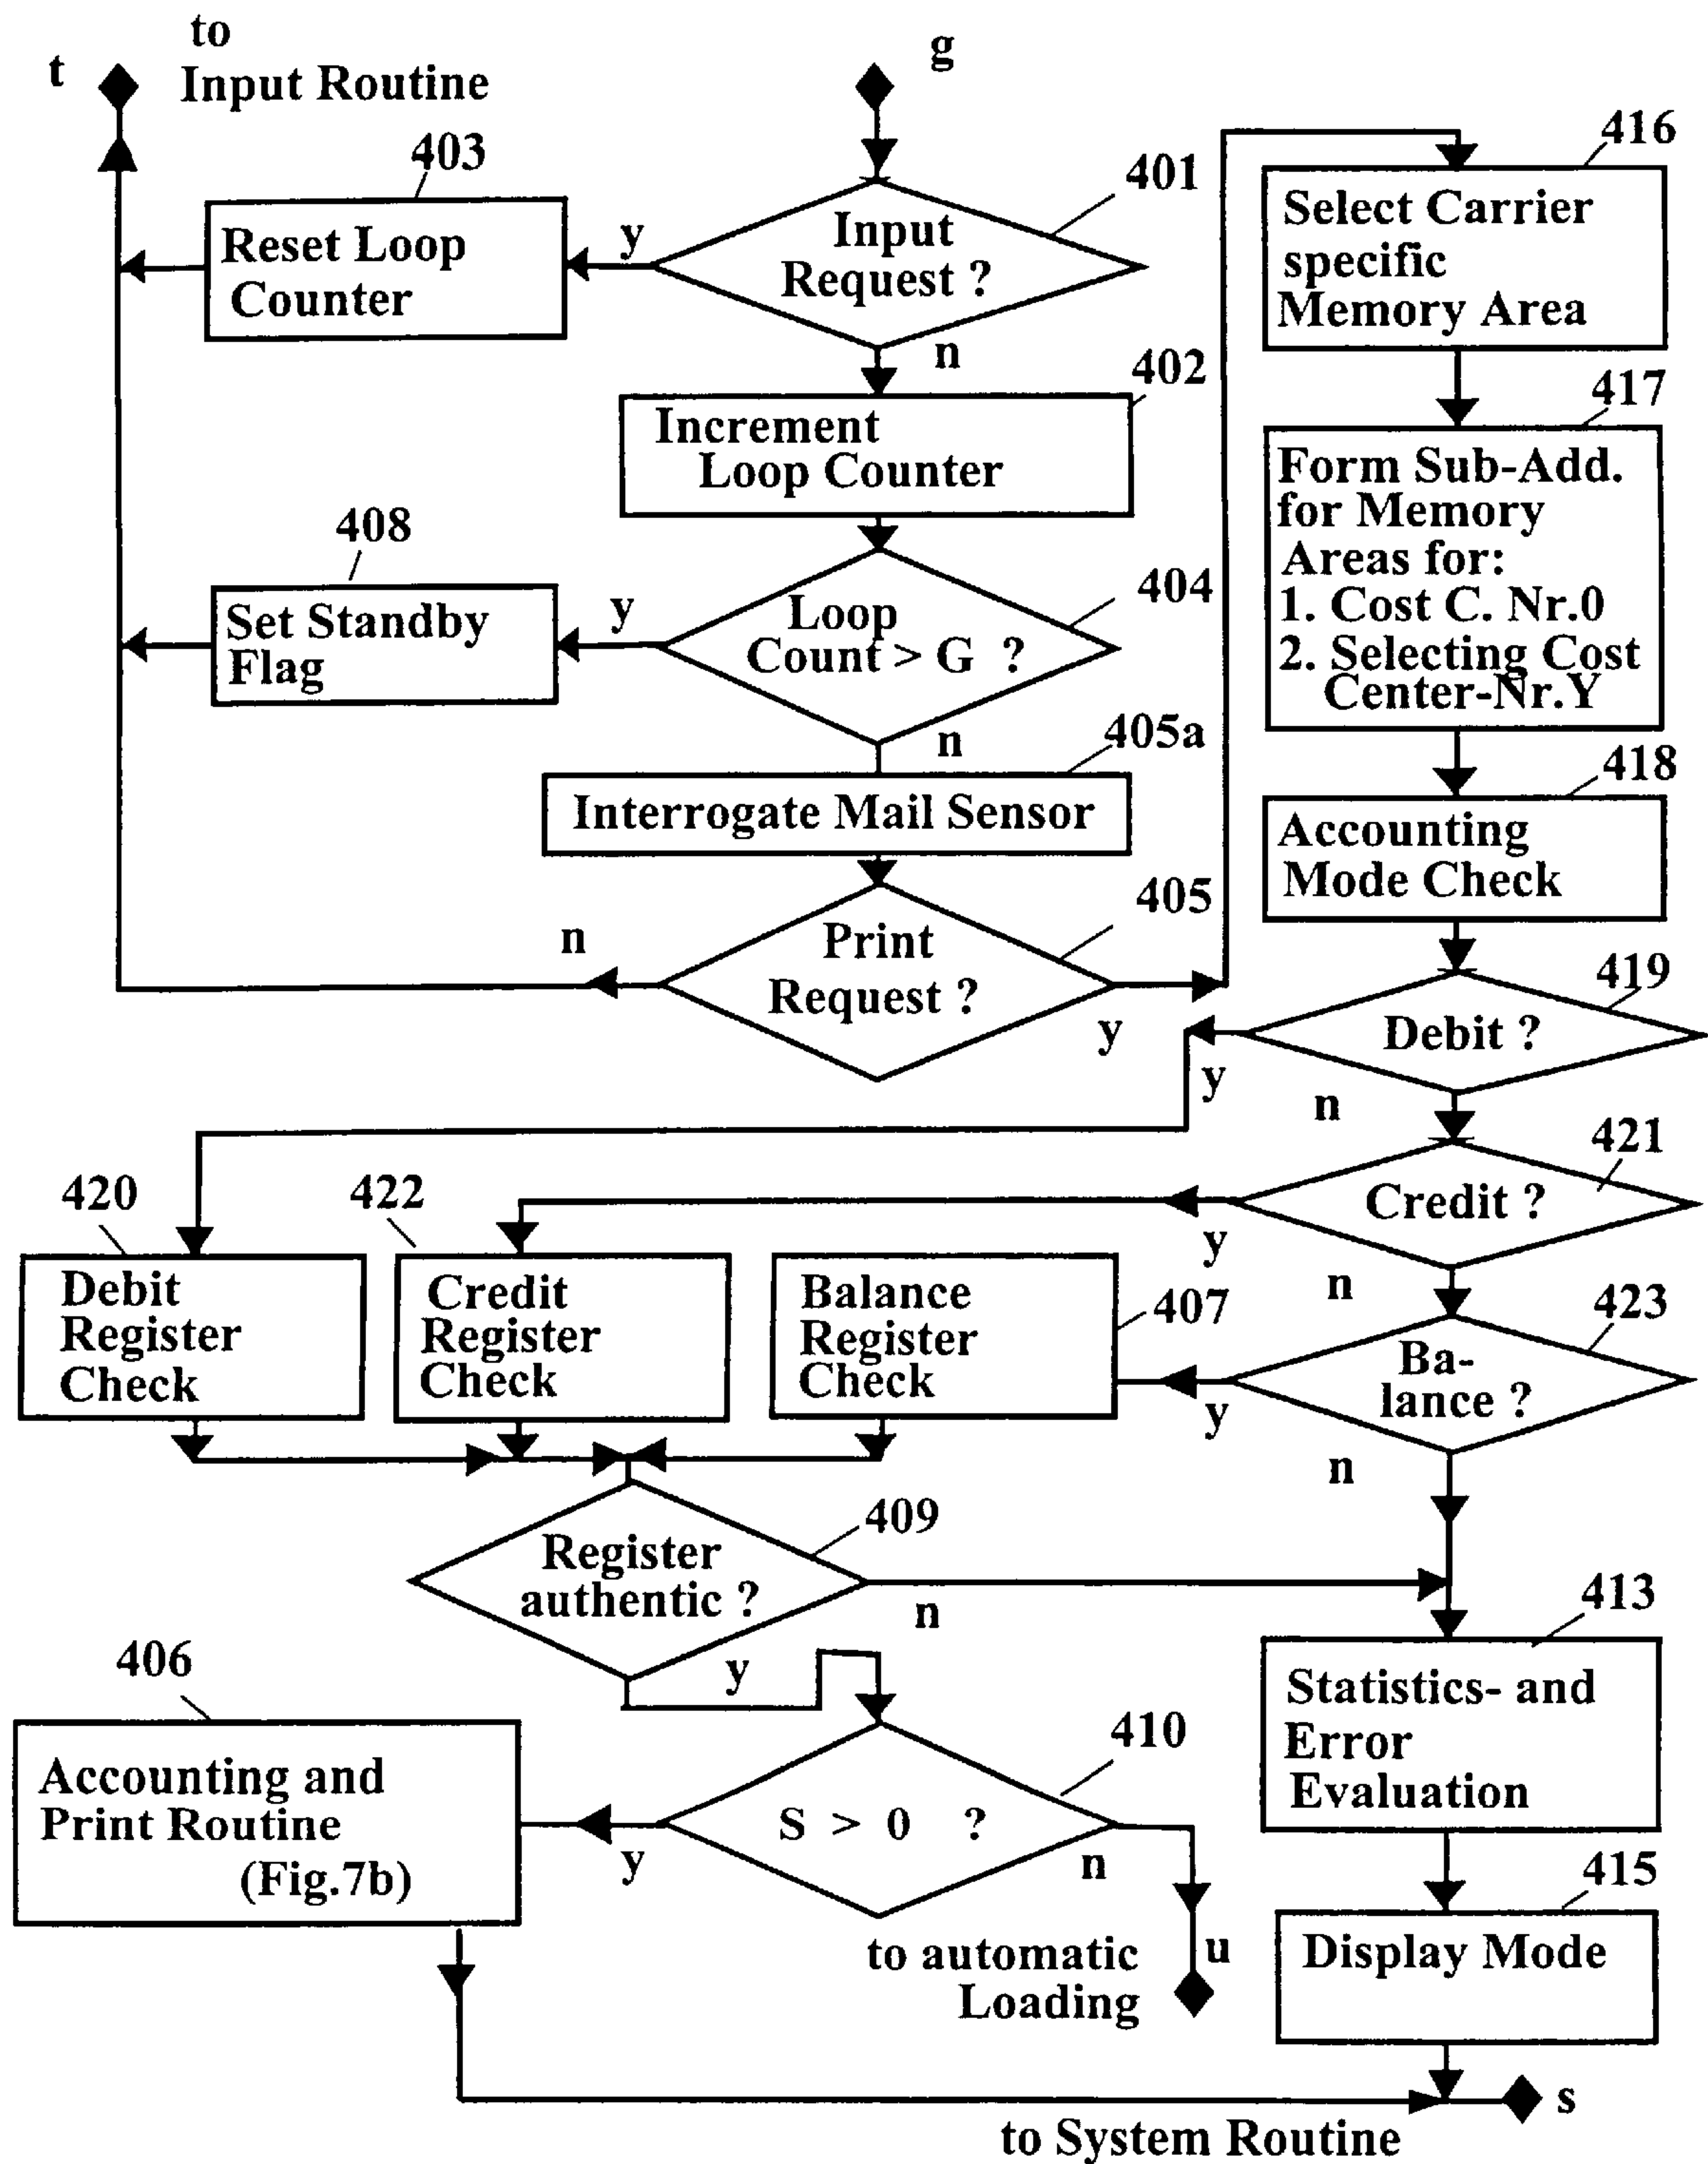 to
t
Input Routine
g
403
Reset Loop
Counter
y
401
Input
Request ?
n
402
Increment
Loop Counter
408
Set Standby
Flag
y
404
Loop
Count > G ?
n
405a
Interrogate Mail Sensor
405
Print
Request ?
n
y
416
Select Carrier
specific
Memory Area
417
Form Sub-Add.
for Memory
Areas for:
1. Cost C. Nr.0
2. Selecting Cost
Center-Nr.Y
418
Accounting
Mode Check
419
Debit ?
y
n
421
Credit ?
y
n
423
Ba-
lance ?
y
n
420
Debit
Register
Check
422
Credit
Register
Check
407
Balance
Register
Check
409
Register
authentic ?
n
y
413
Statistics- and
Error
Evaluation
406
Accounting and
Print Routine
(Fig.7b)
410
S > 0 ?
y
n
415
Display Mode
to automatic
Loading
u
s
to System Routine